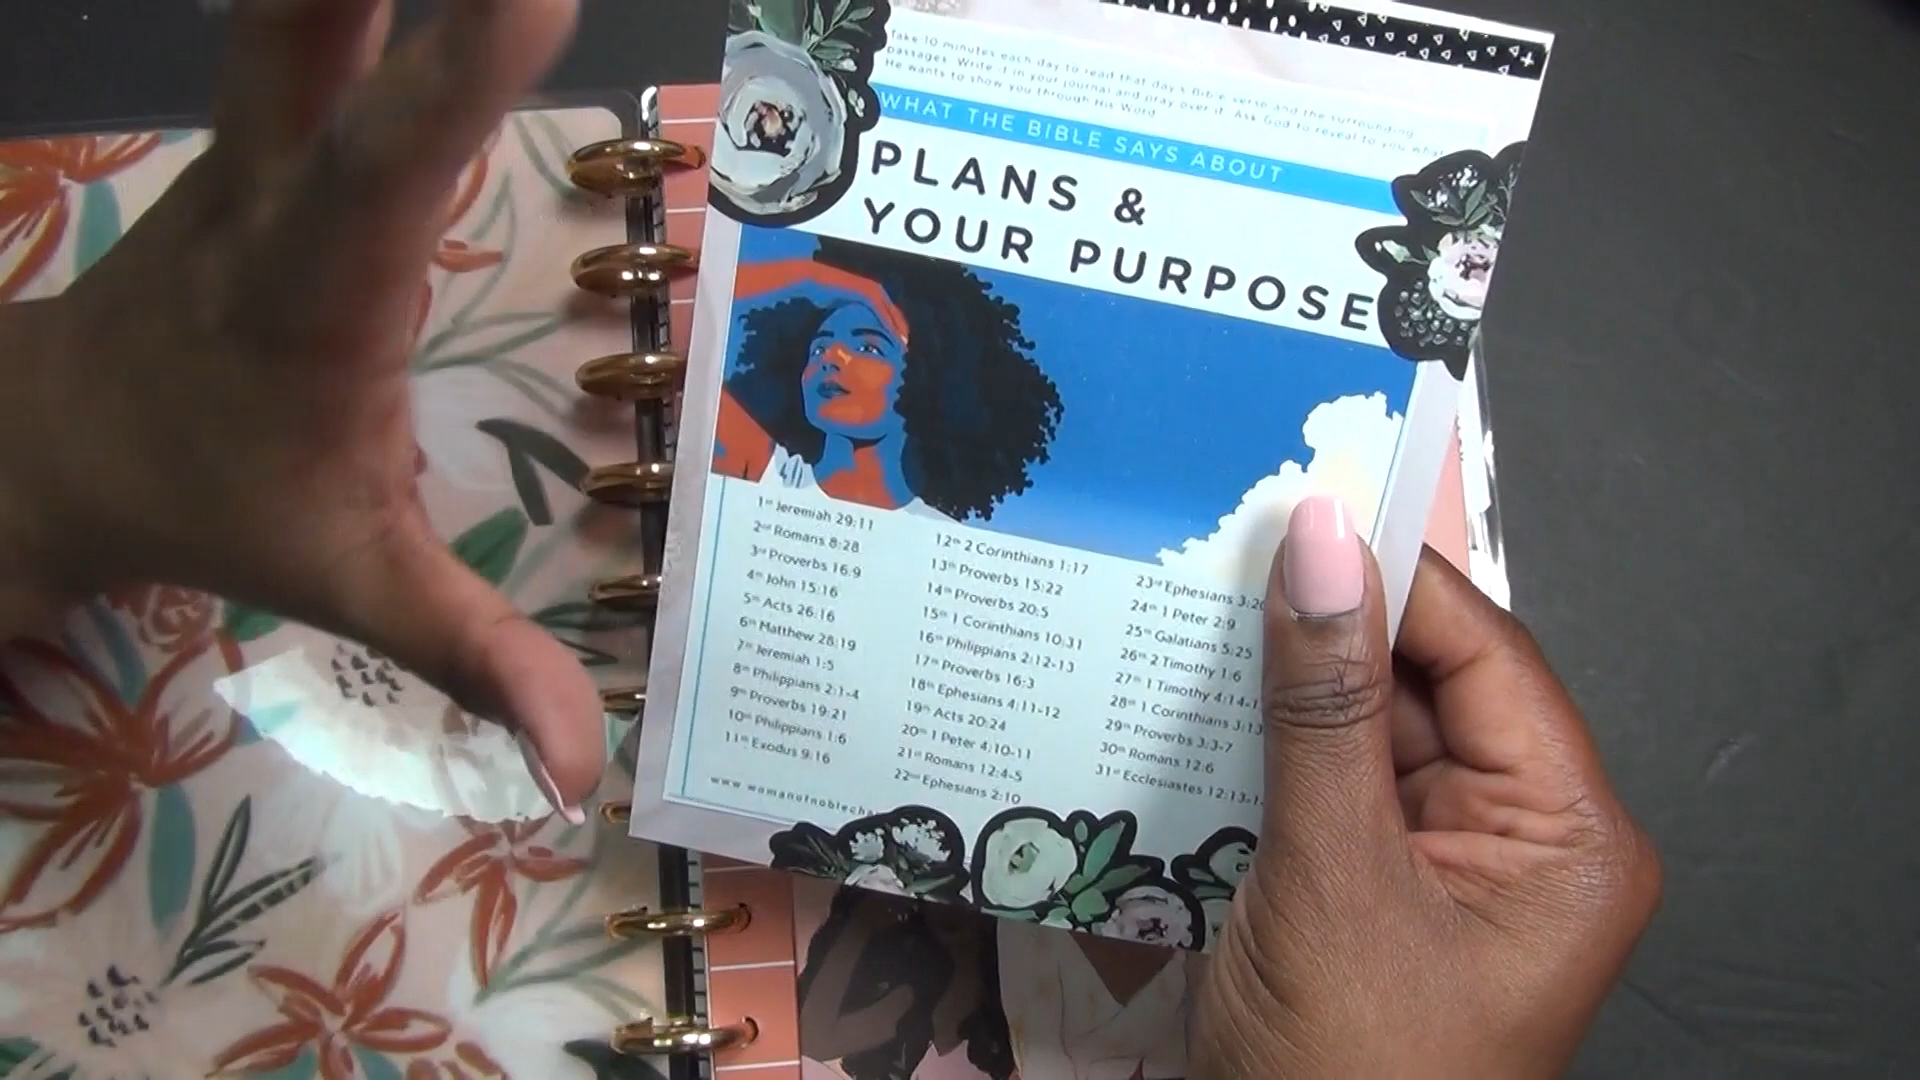 Take 10 minutes each day to read that day's Bible verse and the surrounding
passages. Write it in your journal and pray over it. Ask God to reveal to you what
He wants to show you through His Word.
WHAT THE BIBLE SAYS ABOUT
PLANS &
YOUR PURPOSE
1st Jeremiah 29:11
2nd Romans 8:28
3rd Proverbs 16:9
4th John 15:16
5th Acts 26:16
6th Matthew 28:19
7th Jeremiah 1:5
8th Philippians 2:1-4
9th Proverbs 19:21
10th Philippians 1:6
11th Exodus 9:16
12th 2 Corinthians 1:17
13th Proverbs 15:22
14th Proverbs 20:5
15th 1 Corinthians 10:31
16th Philippians 2:12-13
17th Proverbs 16:3
18th Ephesians 4:11-12
19th Acts 20:24
20th 1 Peter 4:10-11
21st Romans 12:4-5
22nd Ephesians 2:10
23rd Ephesians 3:20
24th 1 Peter 2:9
25th Galatians 5:25
26th 2 Timothy 1:6
27th 1 Timothy 4:14-1
28th 1 Corinthians 3:13
29th Proverbs 3:3-7
30th Romans 12:6
31st Ecclesiastes 12:13-1
www.womanofnoblecha